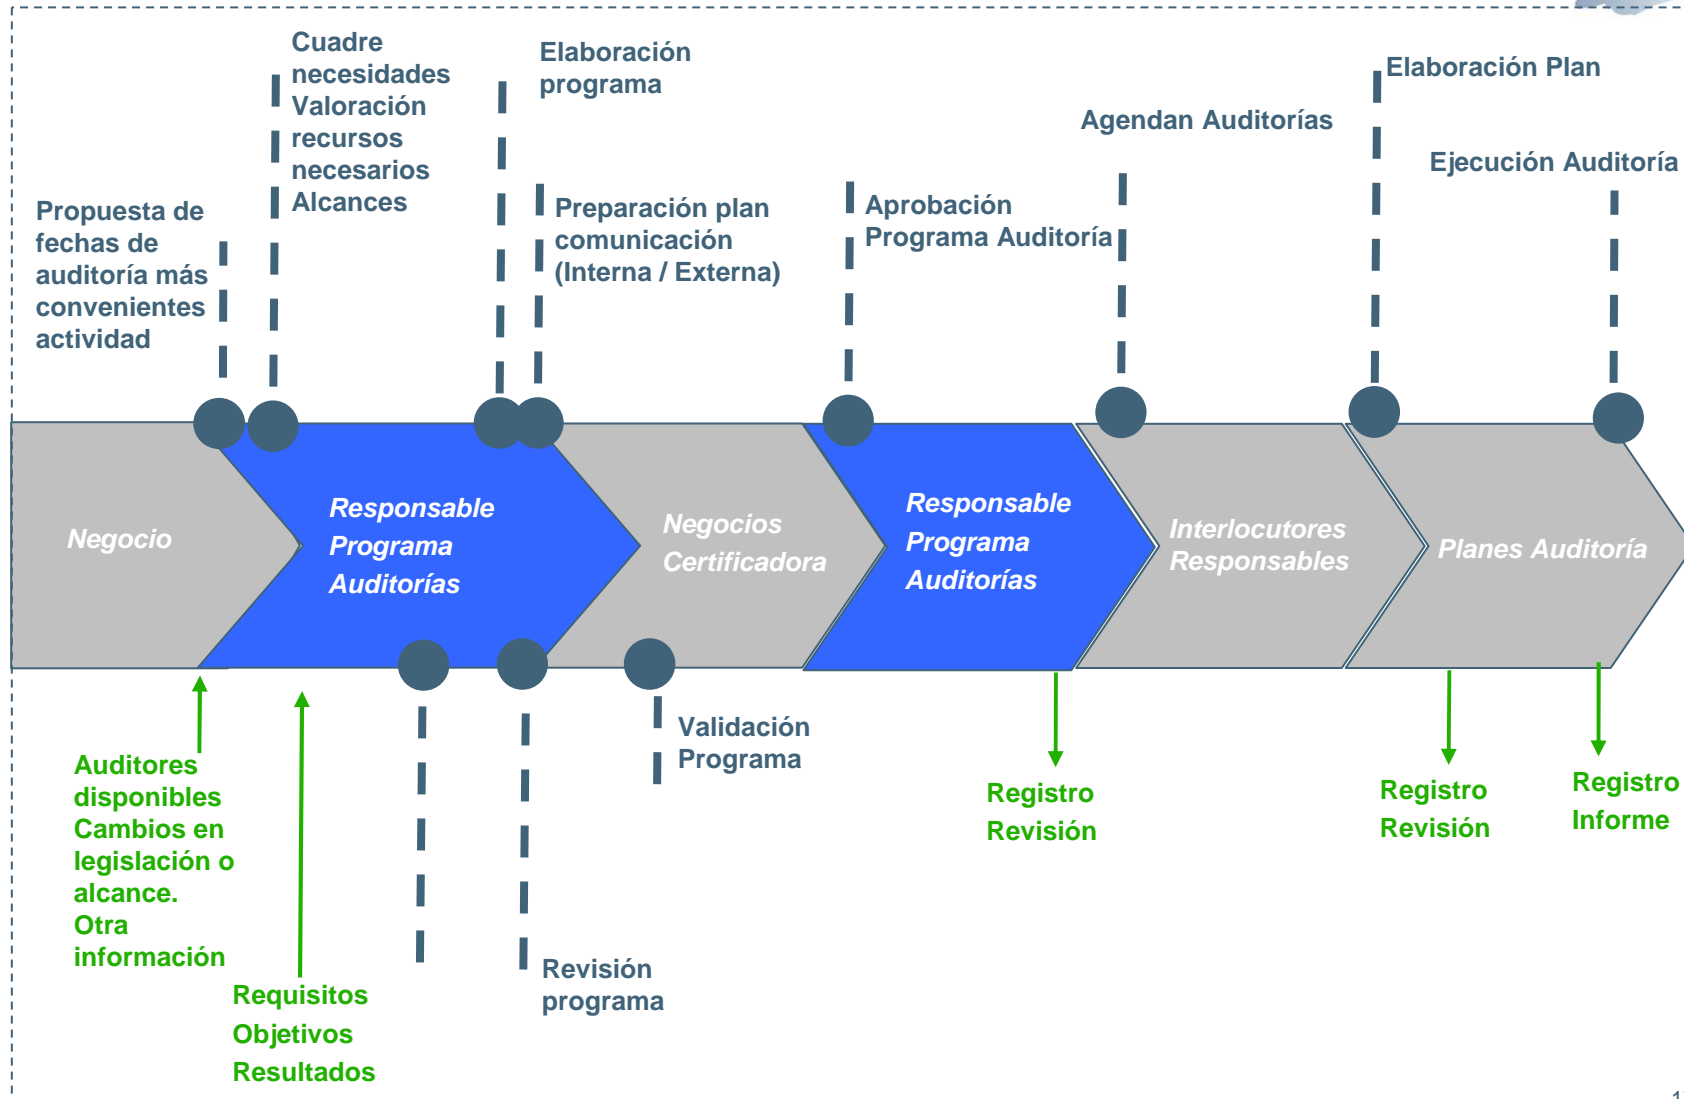 Cuadre
necesidades
Valoración
recursos
necesarios
Alcances
Elaboración
programa
Elaboración Plan
Agendan Auditorías
Ejecución Auditoría
Propuesta de
fechas de
auditoría más
convenientes
actividad
Preparación plan
comunicación
(Interna / Externa)
Aprobación
Programa Auditoría
Negocio
Responsable
Programa
Auditorías
Negocios
Certificadora
Responsable
Programa
Auditorías
Interlocutores
Responsables
Planes Auditoría
Auditores
disponibles
Cambios en
legislación o
alcance.
Otra
información
Requisitos
Objetivos
Resultados
Validación
Programa
Revisión
programa
Registro
Revisión
Registro
Revisión
Registro
Informe